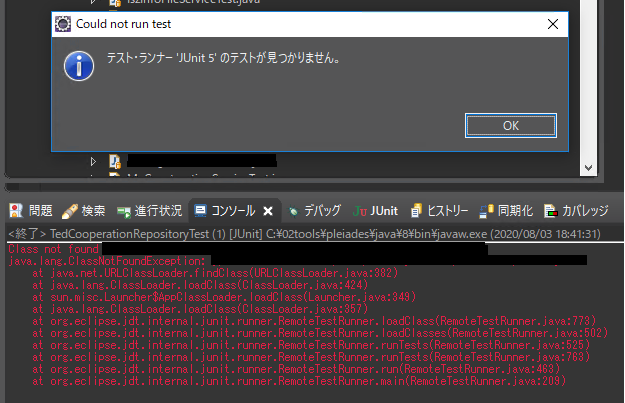 IszInfoFileServiceTest.java
Could not run test
テスト・ランナー 'JUnit 5' のテストが見つかりません。
OK
問題 検索 進行状況 コンソール デバッグ JUnit ヒストリー 同期化 カバレッジ
<終了> TedCooperationRepositoryTest (1) [JUnit] C:¥02tools¥pleiades¥java¥8¥bin¥javaw.exe (2020/08/03 18:41:31)
Class not found
java.lang.ClassNotFoundException:
at java.net.URLClassLoader.findClass(URLClassLoader.java:382)
at java.lang.ClassLoader.loadClass(ClassLoader.java:424)
at sun.misc.Launcher$AppClassLoader.loadClass(Launcher.java:349)
at java.lang.ClassLoader.loadClass(ClassLoader.java:357)
at org.eclipse.jdt.internal.junit.runner.RemoteTestRunner.loadClass(RemoteTestRunner.java:773)
at org.eclipse.jdt.internal.junit.runner.RemoteTestRunner.loadClasses(RemoteTestRunner.java:502)
at org.eclipse.jdt.internal.junit.runner.RemoteTestRunner.runTests(RemoteTestRunner.java:525)
at org.eclipse.jdt.internal.junit.runner.RemoteTestRunner.runTests(RemoteTestRunner.java:763)
at org.eclipse.jdt.internal.junit.runner.RemoteTestRunner.run(RemoteTestRunner.java:463)
at org.eclipse.jdt.internal.junit.runner.RemoteTestRunner.main(RemoteTestRunner.java:209)